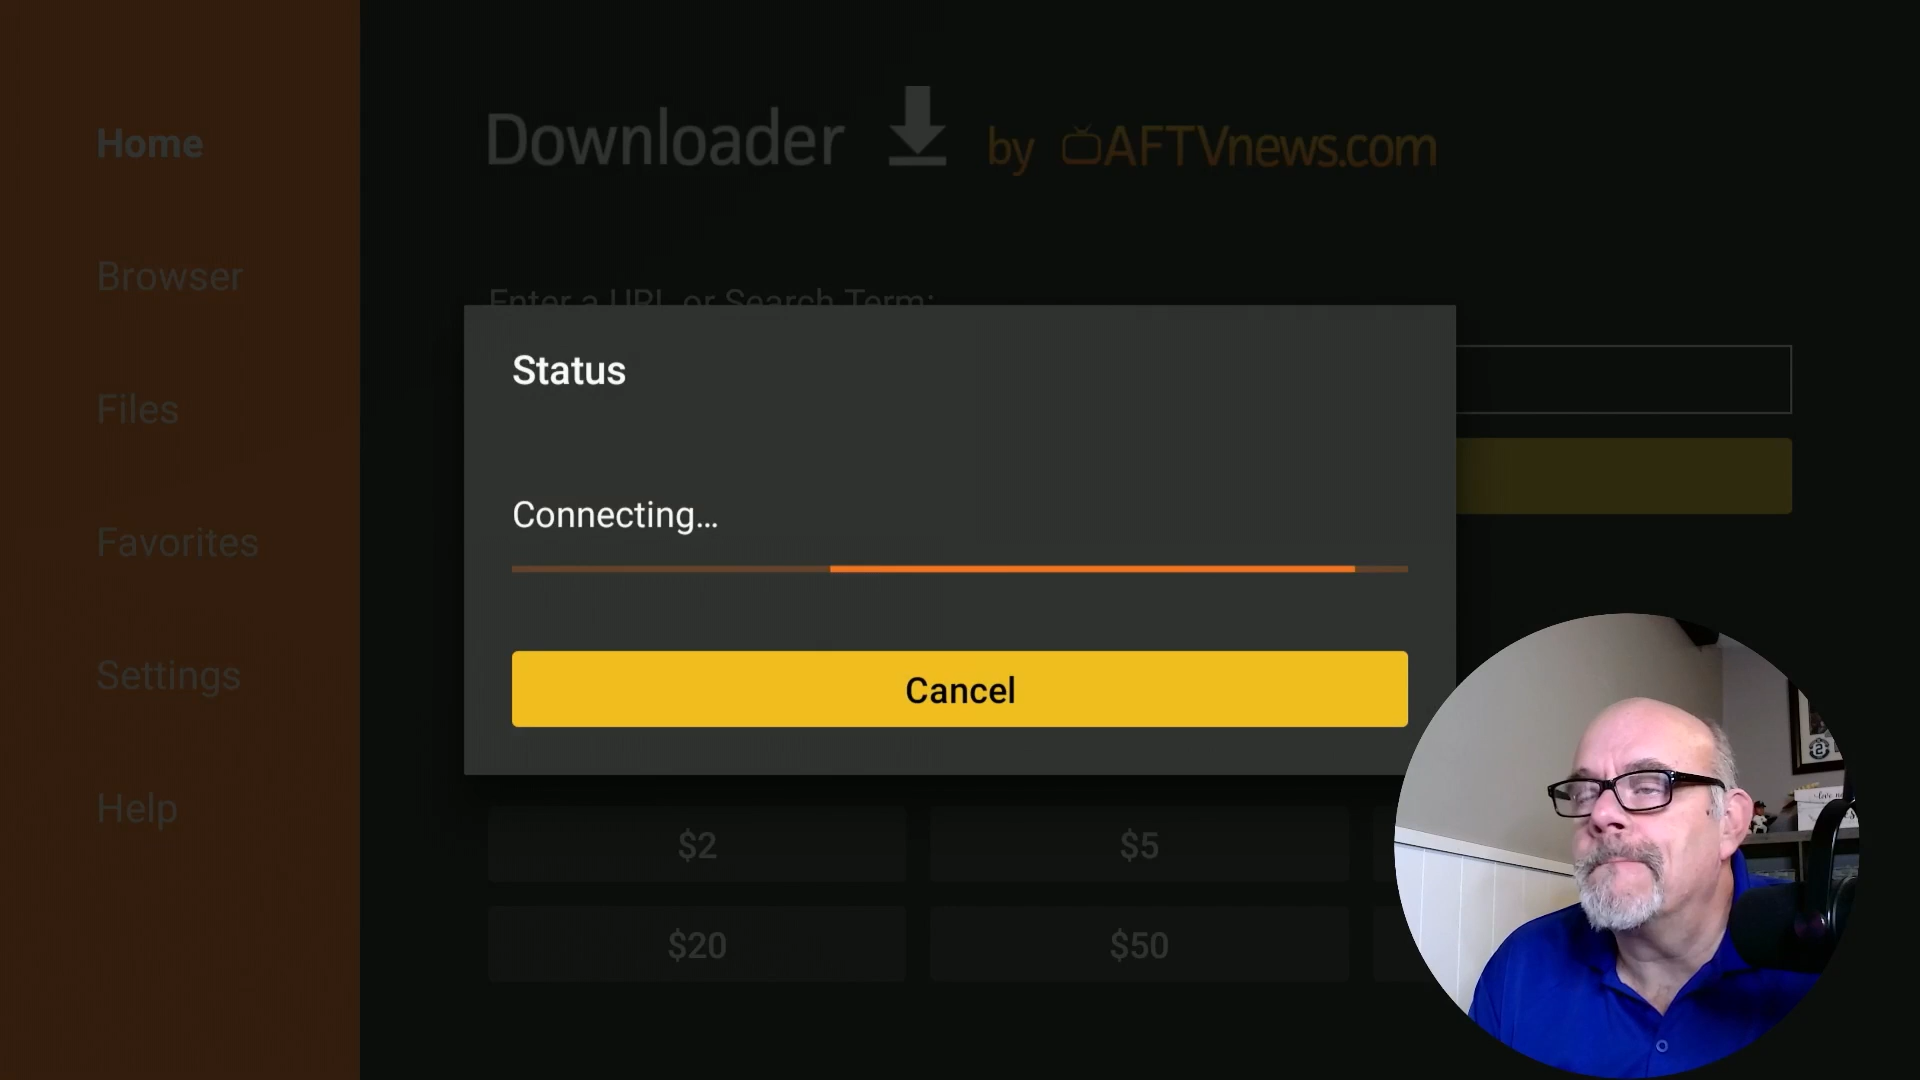 Home
Browser
Files
Favorites
Settings
Help
Downloader by AFTVnews.com
Enter a URL or Search Term:
Status
Connecting...
Cancel
$2
$5
$20
$50